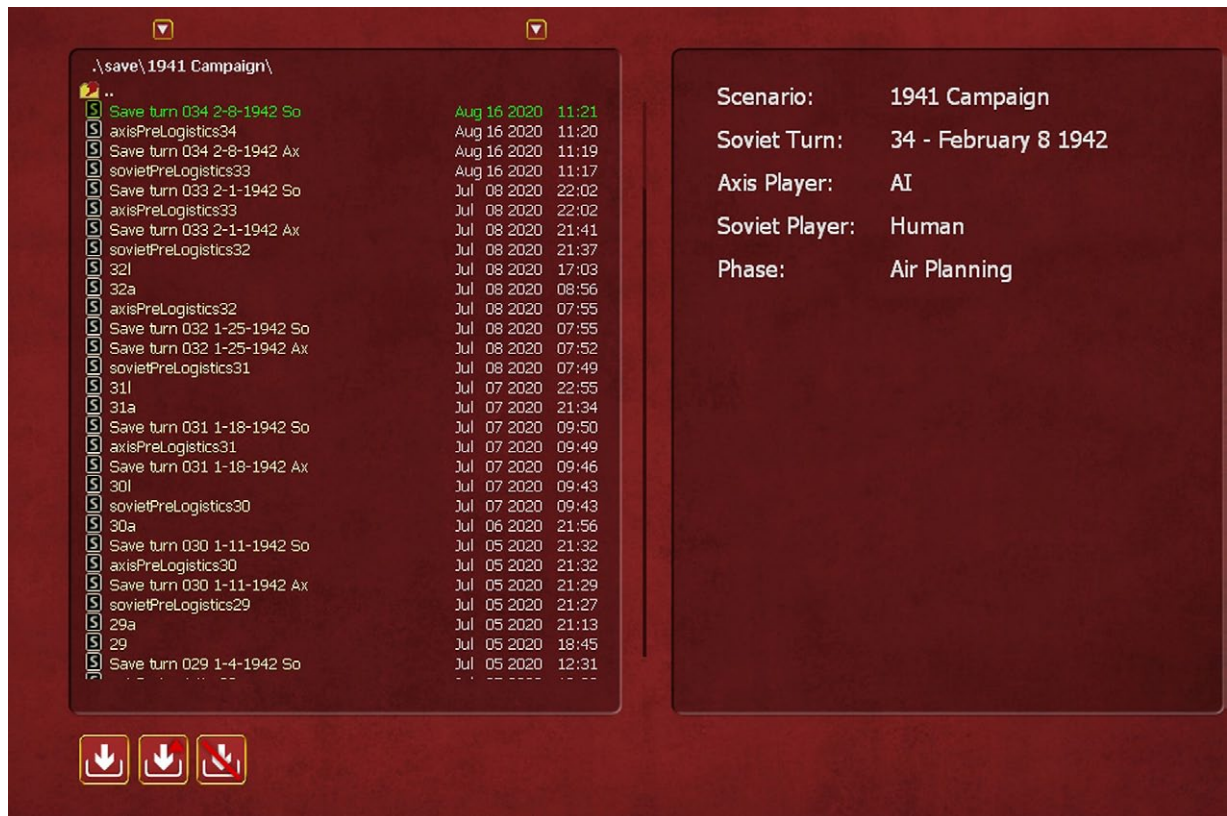 .\save\1941 Campaign\
..
S Save turn 034 2-8-1942 So Aug 16 2020 11:21
S axisPreLogistics34 Aug 16 2020 11:20
S Save turn 034 2-8-1942 Ax Aug 16 2020 11:19
S sovietPreLogistics33 Aug 16 2020 11:17
S Save turn 033 2-1-1942 So Jul 08 2020 22:02
S axisPreLogistics33 Jul 08 2020 22:02
S Save turn 033 2-1-1942 Ax Jul 08 2020 21:41
S sovietPreLogistics32 Jul 08 2020 21:37
S 32l Jul 08 2020 17:03
S 32a Jul 08 2020 08:56
S axisPreLogistics32 Jul 08 2020 07:55
S Save turn 032 1-25-1942 So Jul 08 2020 07:55
S Save turn 032 1-25-1942 Ax Jul 08 2020 07:52
S sovietPreLogistics31 Jul 08 2020 07:49
S 31l Jul 07 2020 22:55
S 31a Jul 07 2020 21:34
S Save turn 031 1-18-1942 So Jul 07 2020 09:50
S axisPreLogistics31 Jul 07 2020 09:49
S Save turn 031 1-18-1942 Ax Jul 07 2020 09:46
S 30l Jul 07 2020 09:43
S sovietPreLogistics30 Jul 07 2020 09:43
S 30a Jul 06 2020 21:56
S Save turn 030 1-11-1942 So Jul 05 2020 21:32
S axisPreLogistics30 Jul 05 2020 21:32
S Save turn 030 1-11-1942 Ax Jul 05 2020 21:29
S sovietPreLogistics29 Jul 05 2020 21:27
S 29a Jul 05 2020 21:13
S 29 Jul 05 2020 18:45
S Save turn 029 1-4-1942 So Jul 05 2020 12:31
Scenario: 1941 Campaign
Soviet Turn: 34 - February 8 1942
Axis Player: AI
Soviet Player: Human
Phase: Air Planning